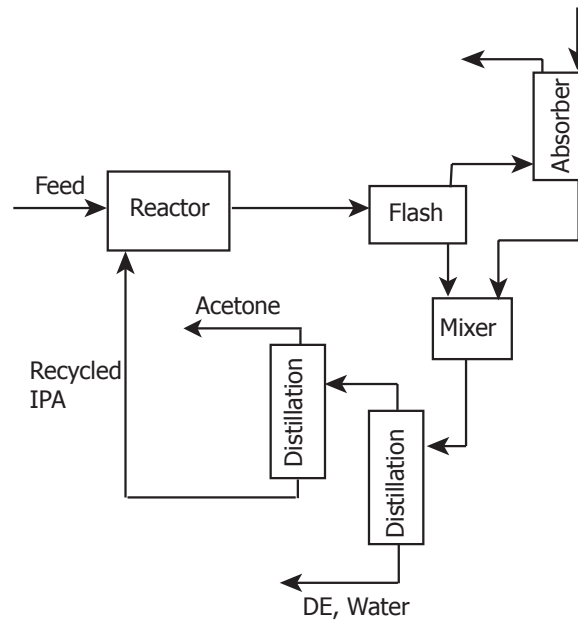 Absorber
Feed
Reactor
Flash
Acetone
Mixer
Recycled
IPA
Distillation
Distillation
DE, Water